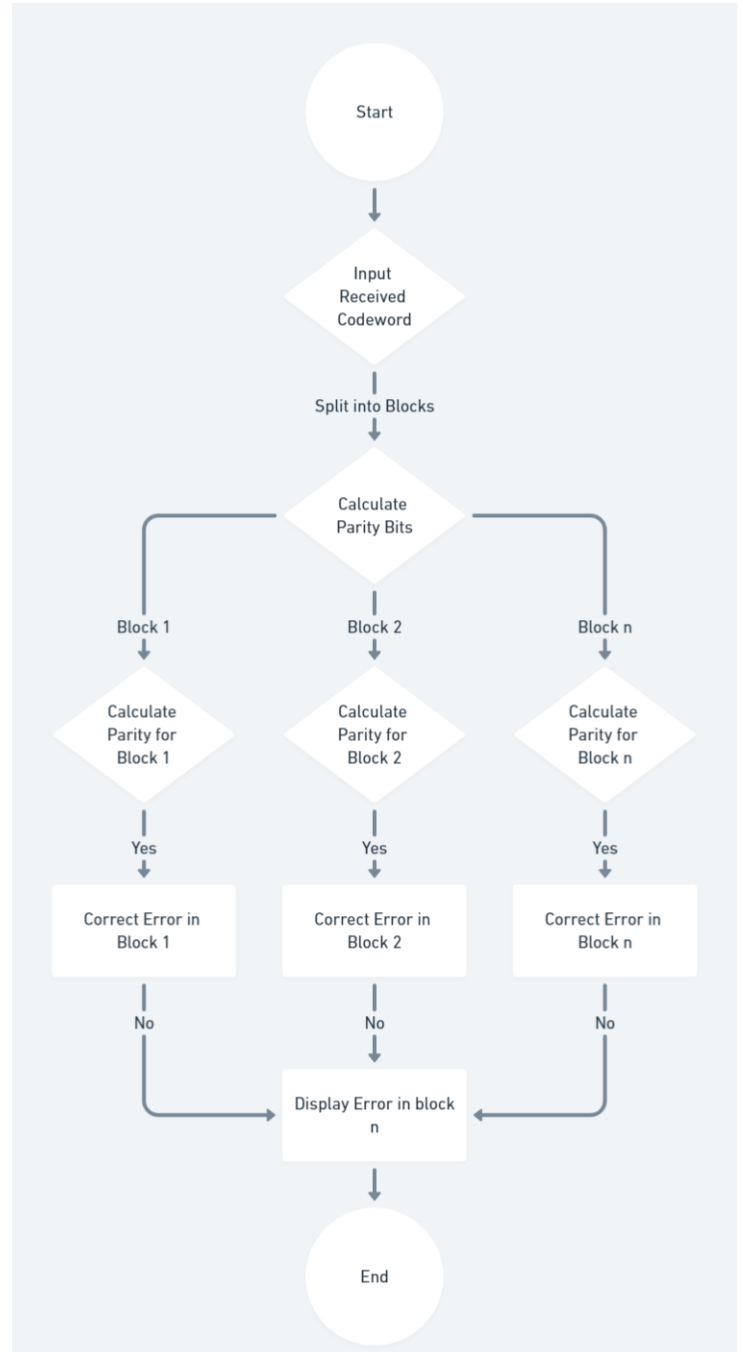 Start
Input
Received
Codeword
Split into Blocks
Calculate
Parity Bits
Block 1
Block 2
Block n
Calculate
Parity for
Block 1
Calculate
Parity for
Block 2
Calculate
Parity for
Block n
Yes
Yes
Yes
Correct Error in
Block 1
Correct Error in
Block 2
Correct Error in
Block n
No
No
No
Display Error in block
n
End